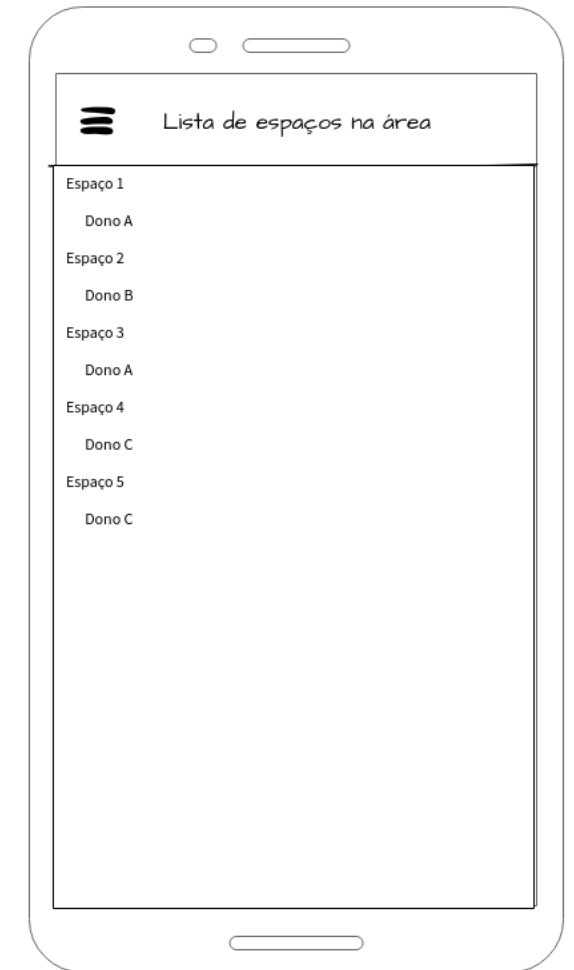 Lista de espaços na área
Espaço 1
Dono A
Espaço 2
Dono B
Espaço 3
Dono A
Espaço 4
Dono C
Espaço 5
Dono C